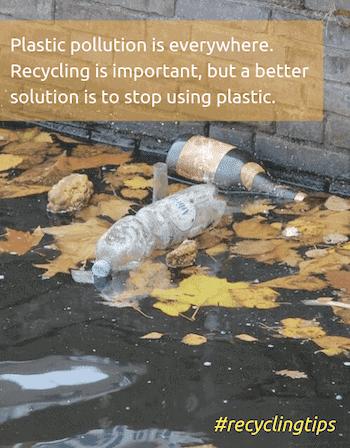 Plastic pollution is everywhere.
Recycling is important, but a better
solution is to stop using plastic.
#recyclingtips